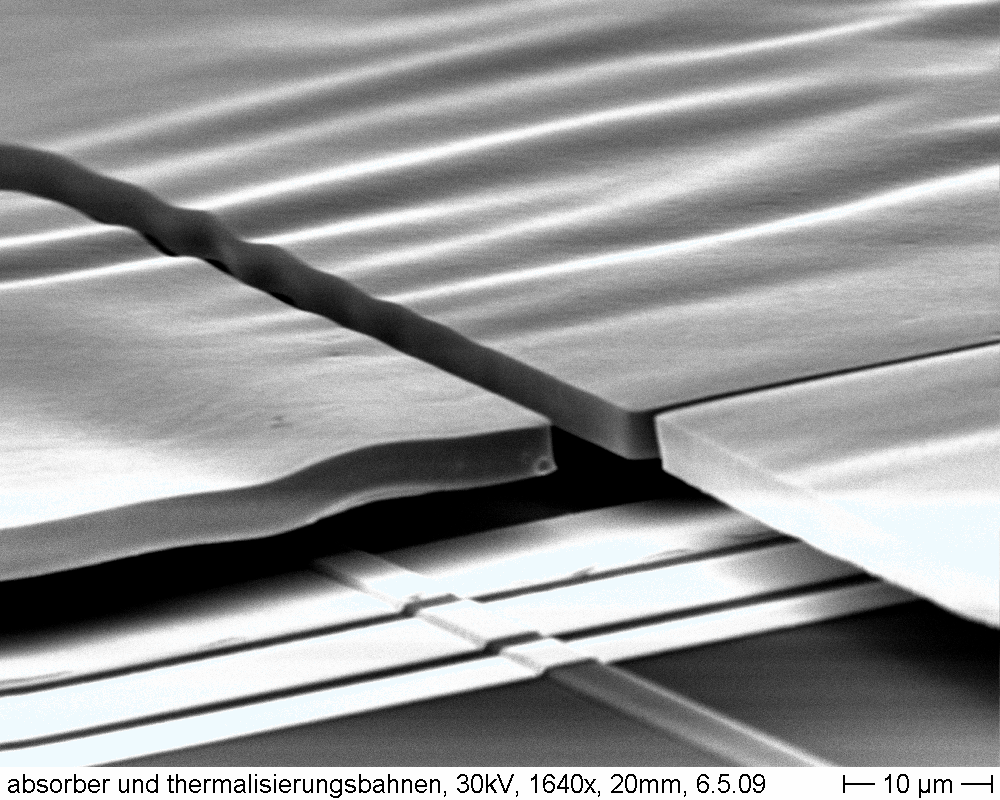 absorber und thermalisierungsbahnen, 30kV, 1640x, 20mm, 6.5.09 10 µm